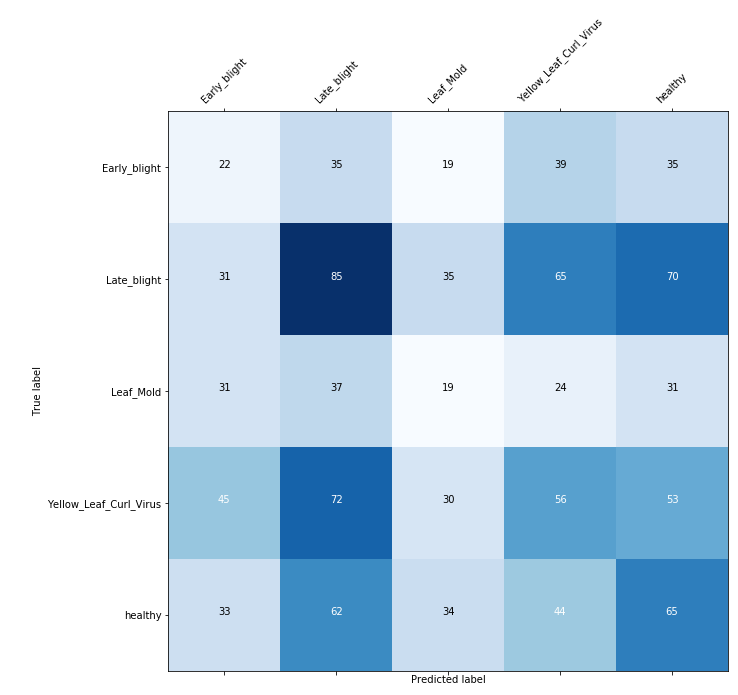 Early_blight Late_blight Leaf_Mold Yellow_Leaf_Curl_Virus healthy
Early_blight 22 35 19 39 35
Late_blight 31 85 35 65 70
Leaf_Mold 31 37 19 24 31
True label
Yellow_Leaf_Curl_Virus 45 72 30 56 53
healthy 33 62 34 44 65
Predicted label